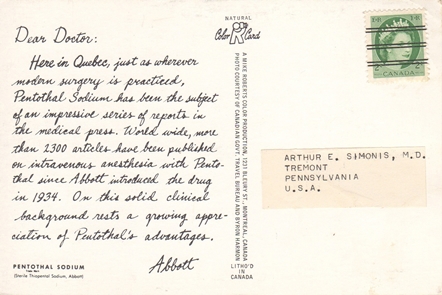 Dear Doctor:
Here in Quebec, just as wherever
modern surgery is practiced,
Pentothal Sodium has been the subject
of an impressive series of reports in
the medical press. World wide, more
than 2300 articles have been published
on intravenous anesthesia with Pento-
thal since Abbott introduced the drug
in 1934. On this solid clinical
background rests a growing appre-
ciation of Pentothal's advantages.
Abbott
PENTOTHAL SODIUM
(Sterile Thiopental Sodium, Abbott)
NATURAL
Color Card
A MIKE ROBERTS COLOR PRODUCTION, 1251 BLEURY ST., MONTREAL, CANADA
PHOTO COURTESY OF CANADIAN GOVT. TRAVEL BUREAU AND BYRON HARMON
LITHO'D IN
CANADA
CANADA
ARTHUR E. SIMONIS, M.D.
TREMONT
PENNSYLVANIA
U.S.A.